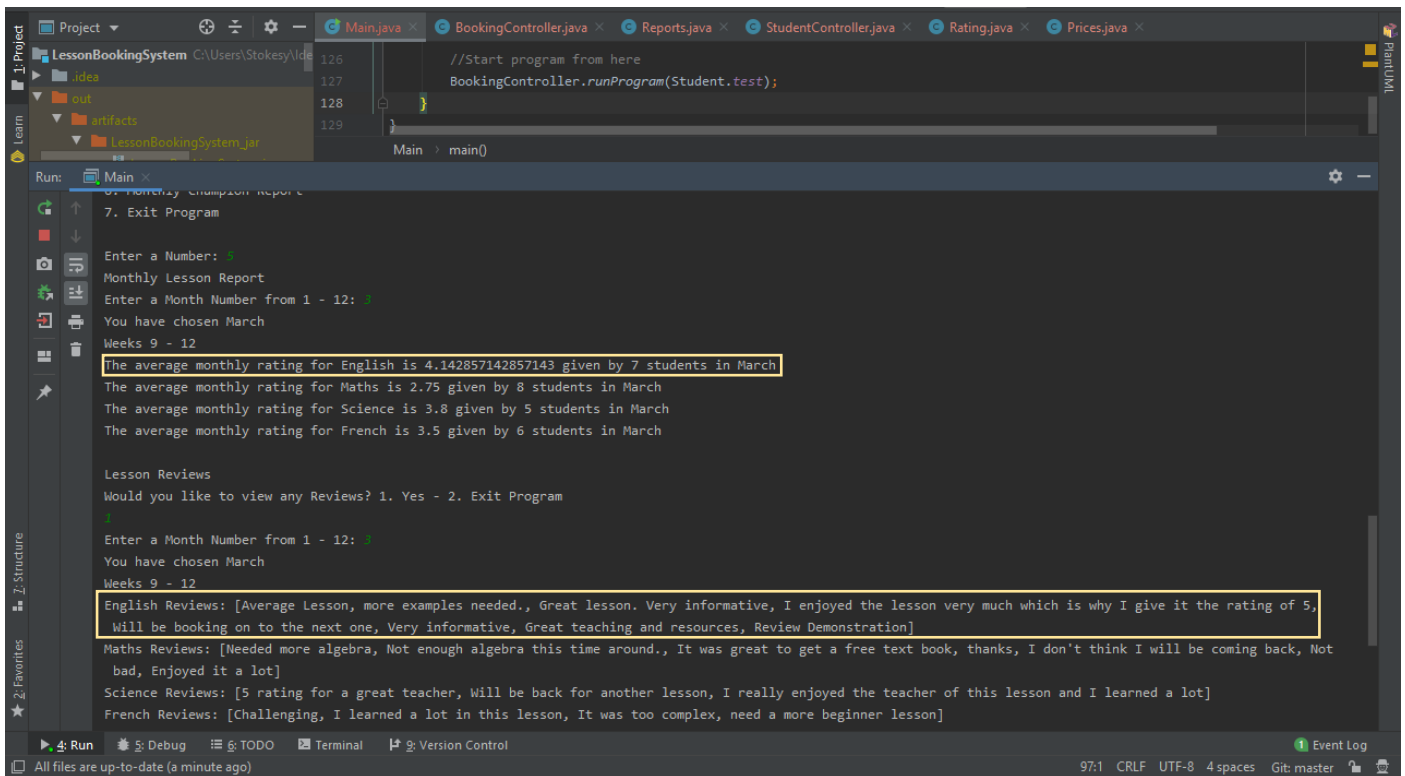 Project
Main.java
BookingController.java
Reports.java
StudentController.java
Rating.java
Prices.java
1: Project
Learn
7: Structure
2: Favorites
PlantUML
LessonBookingSystem C:\Users\Stokesy\Ide
.idea
out
artifacts
LessonBookingSystem_jar
126 //Start program from here
127 BookingController.runProgram(Student.test);
128 }
129 }
Main > main()
Run: Main
6. Monthly Champion Report
7. Exit Program
Enter a Number: 5
Monthly Lesson Report
Enter a Month Number from 1 - 12: 3
You have chosen March
Weeks 9 - 12
The average monthly rating for English is 4.142857142857143 given by 7 students in March
The average monthly rating for Maths is 2.75 given by 8 students in March
The average monthly rating for Science is 3.8 given by 5 students in March
The average monthly rating for French is 3.5 given by 6 students in March
Lesson Reviews
Would you like to view any Reviews? 1. Yes - 2. Exit Program
1
Enter a Month Number from 1 - 12: 3
You have chosen March
Weeks 9 - 12
English Reviews: [Average Lesson, more examples needed., Great lesson. Very informative, I enjoyed the lesson very much which is why I give it the rating of 5,
Will be booking on to the next one, Very informative, Great teaching and resources, Review Demonstration]
Maths Reviews: [Needed more algebra, Not enough algebra this time around., It was great to get a free text book, thanks, I don't think I will be coming back, Not
bad, Enjoyed it a lot]
Science Reviews: [5 rating for a great teacher, Will be back for another lesson, I really enjoyed the teacher of this lesson and I learned a lot]
French Reviews: [Challenging, I learned a lot in this lesson, It was too complex, need a more beginner lesson]
4: Run
5: Debug
6: TODO
Terminal
9: Version Control
1 Event Log
All files are up-to-date (a minute ago)
97:1 CRLF UTF-8 4 spaces Git: master